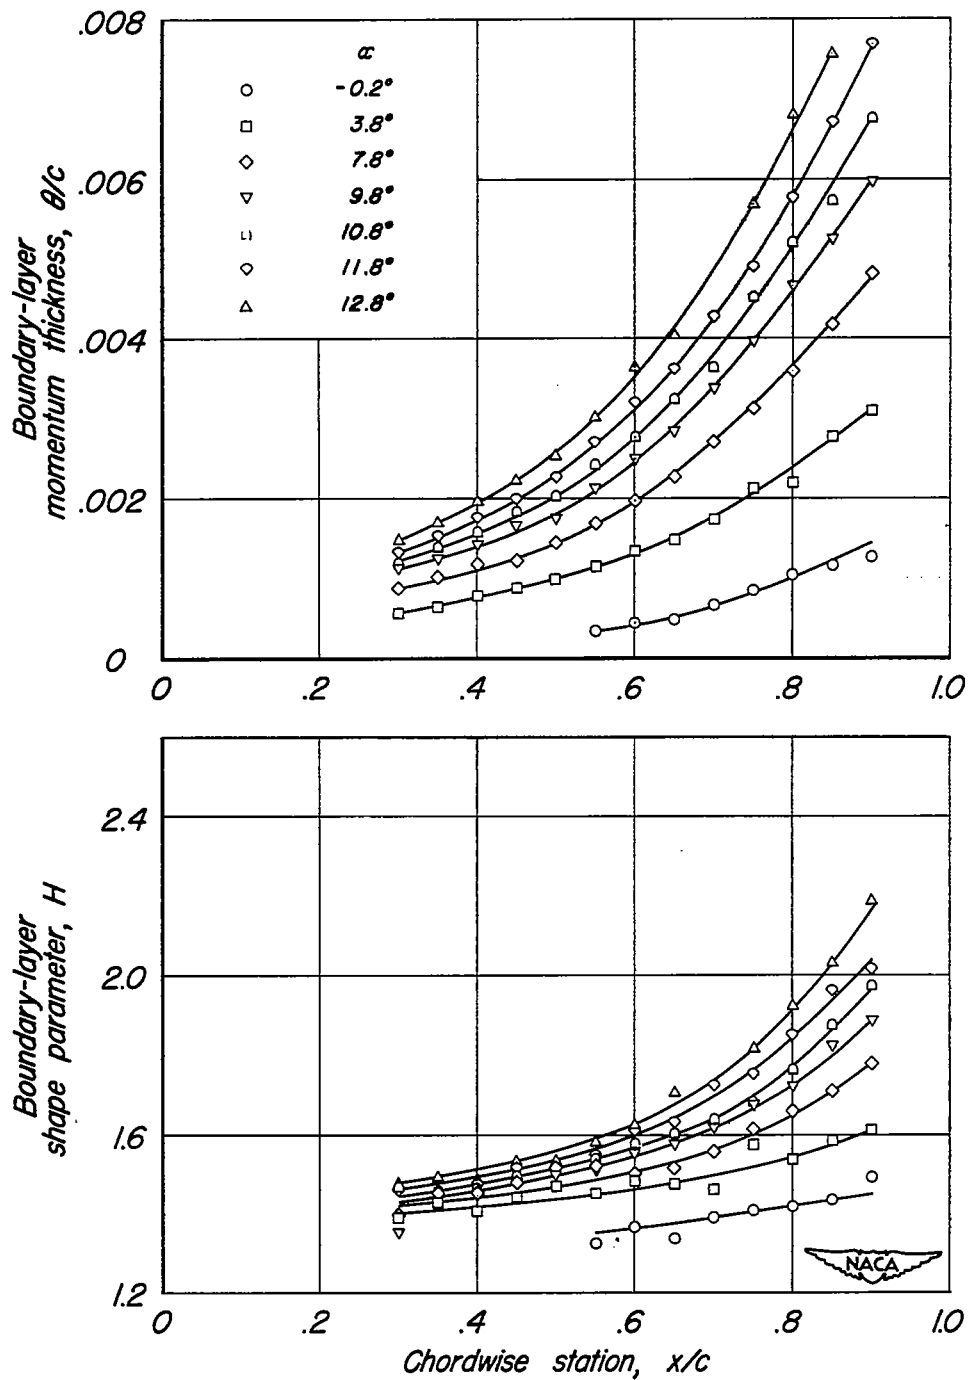 .008
.006
.004
.002
0
Boundary-layer
momentum thickness, θ/c
α
-0.2°
3.8°
7.8°
9.8°
10.8°
11.8°
12.8°
0 .2 .4 .6 .8 1.0
2.4
2.0
1.6
1.2
Boundary-layer
shape parameter, H
NACA
0 .2 .4 .6 .8 1.0
Chordwise station, x/c